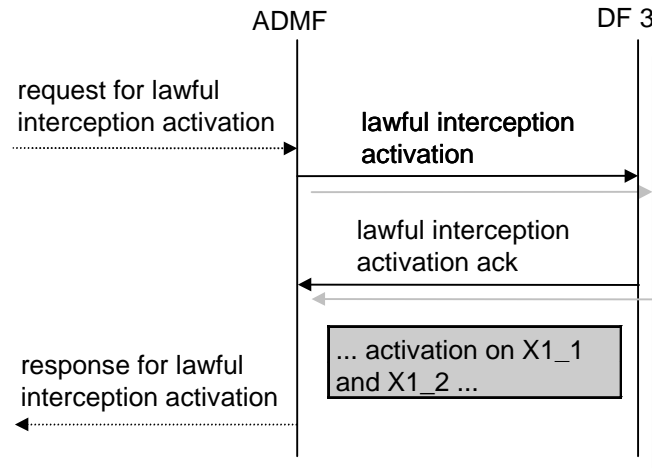 ADMF
DF 3
request for lawful
interception activation
lawful interception
activation
lawful interception
activation ack
... activation on X1_1
and X1_2 ...
response for lawful
interception activation